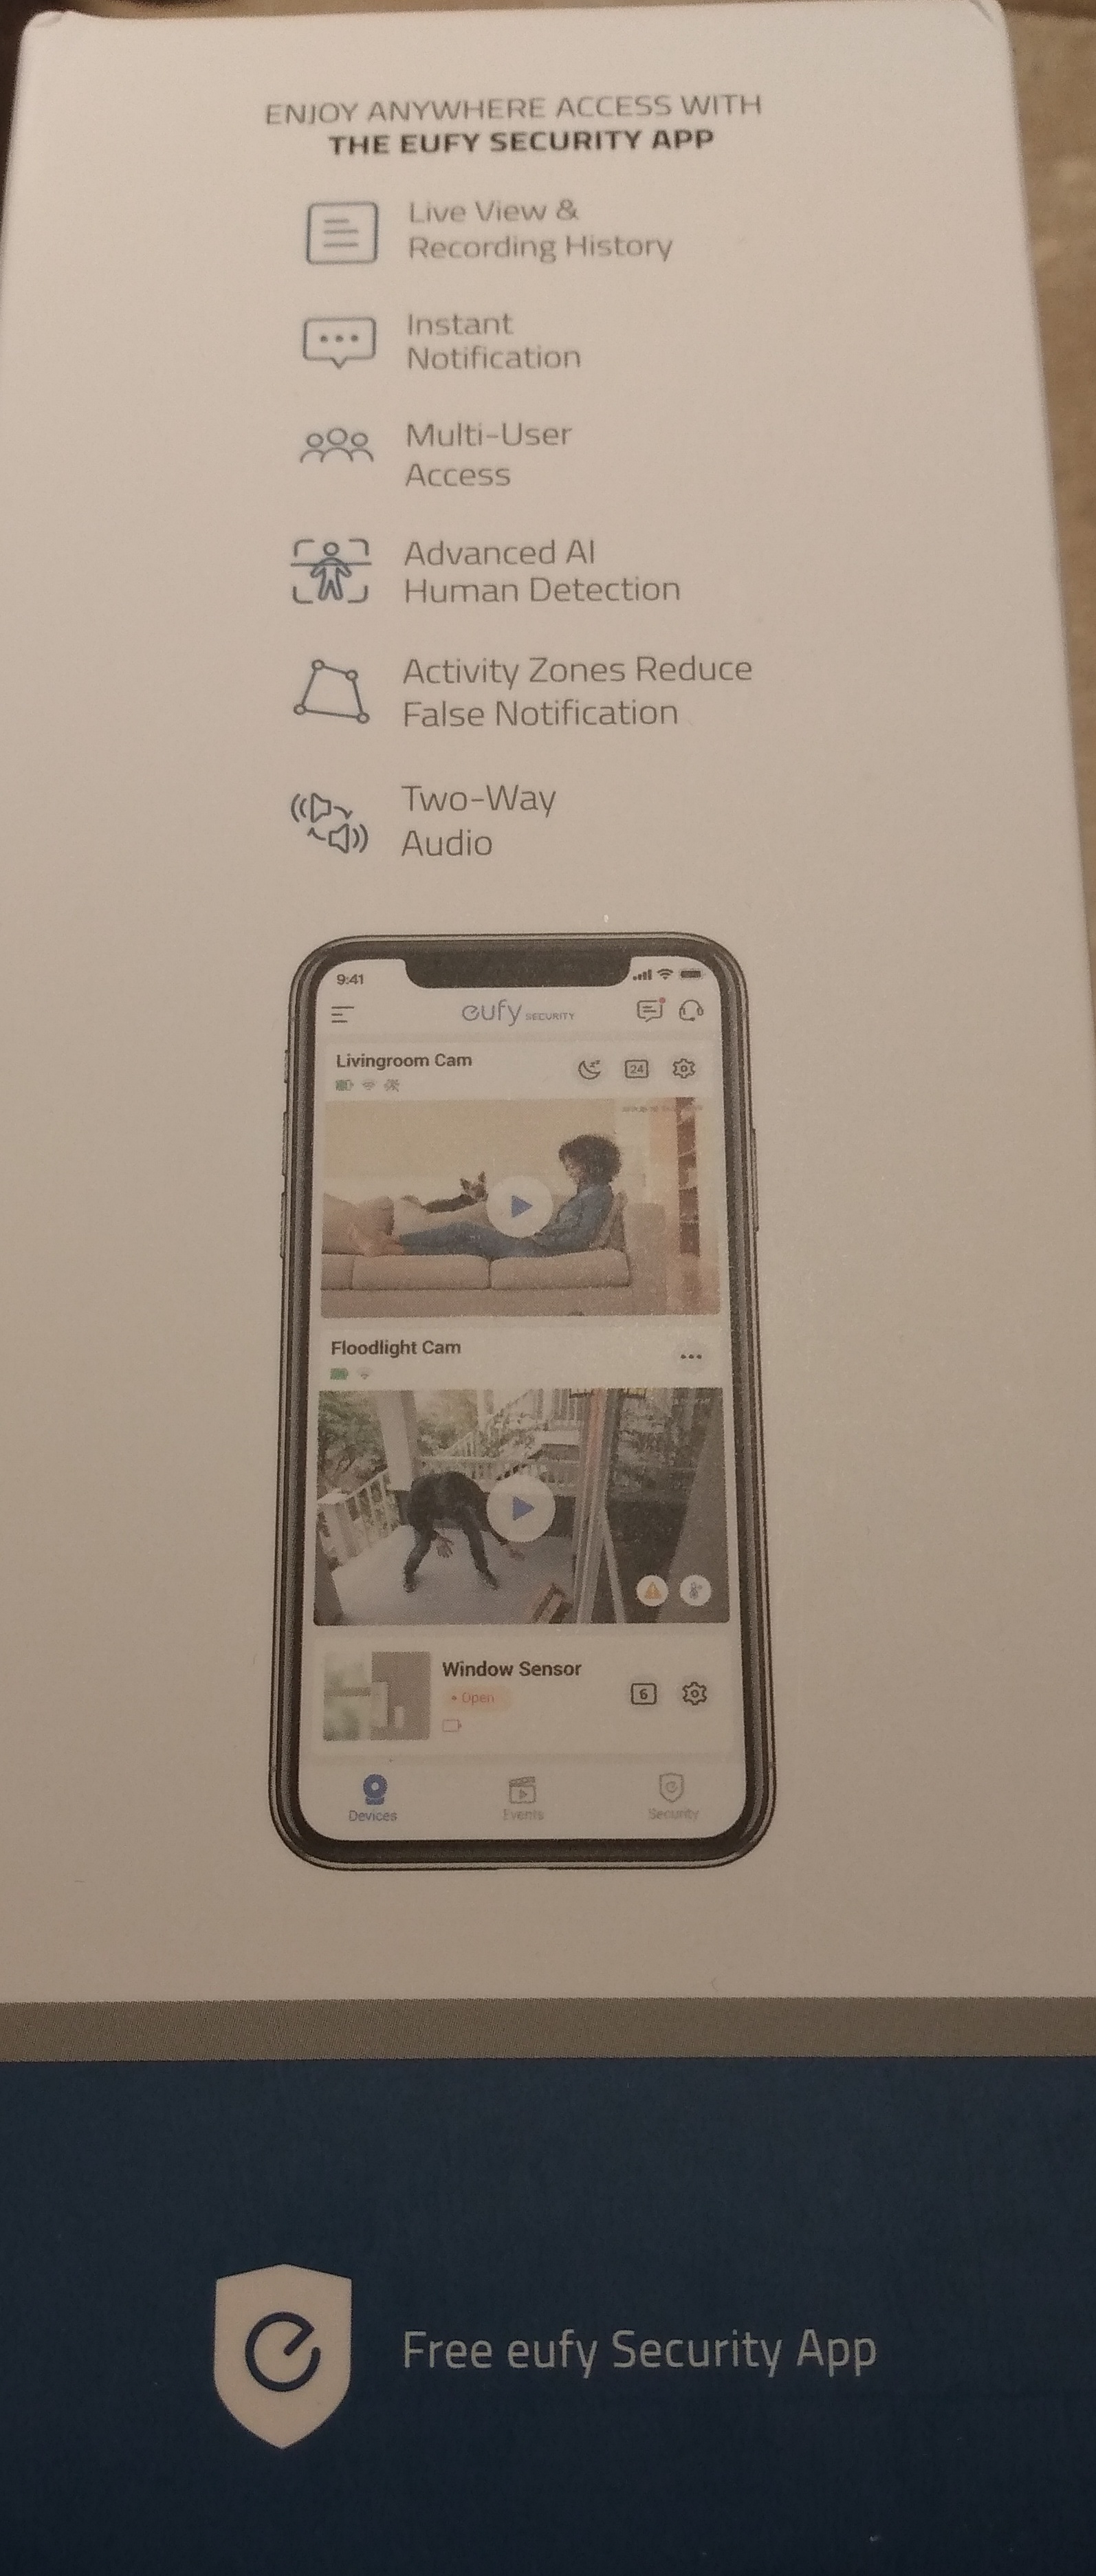 ENJOY ANYWHERE ACCESS WITH
THE EUFY SECURITY APP
Live View &
Recording History
Instant
Notification
Multi-User
Access
Advanced AI
Human Detection
Activity Zones Reduce
False Notification
Two-Way
Audio
9:41
eufy SECURITY
Livingroom Cam
24
Floodlight Cam
Window Sensor
• Open
6
Devices
Events
Security
Free eufy Security App